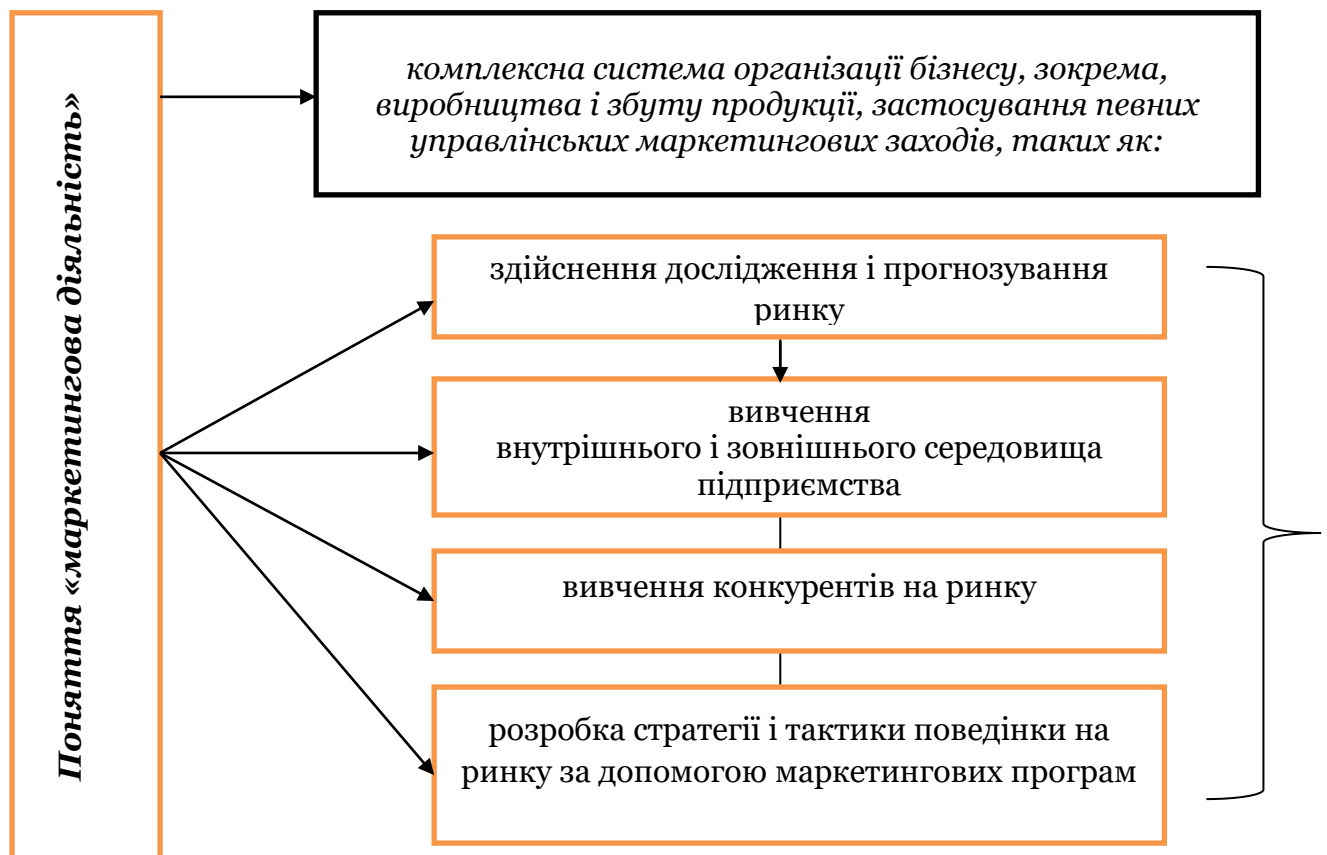 Поняття «маркетингова діяльність»
комплексна система організації бізнесу, зокрема,
виробництва і збуту продукції, застосування певних
управлінських маркетингових заходів, таких як:
здійснення дослідження і прогнозування
ринку
вивчення
внутрішнього і зовнішнього середовища
підприємства
вивчення конкурентів на ринку
розробка стратегії і тактики поведінки на
ринку за допомогою маркетингових програм